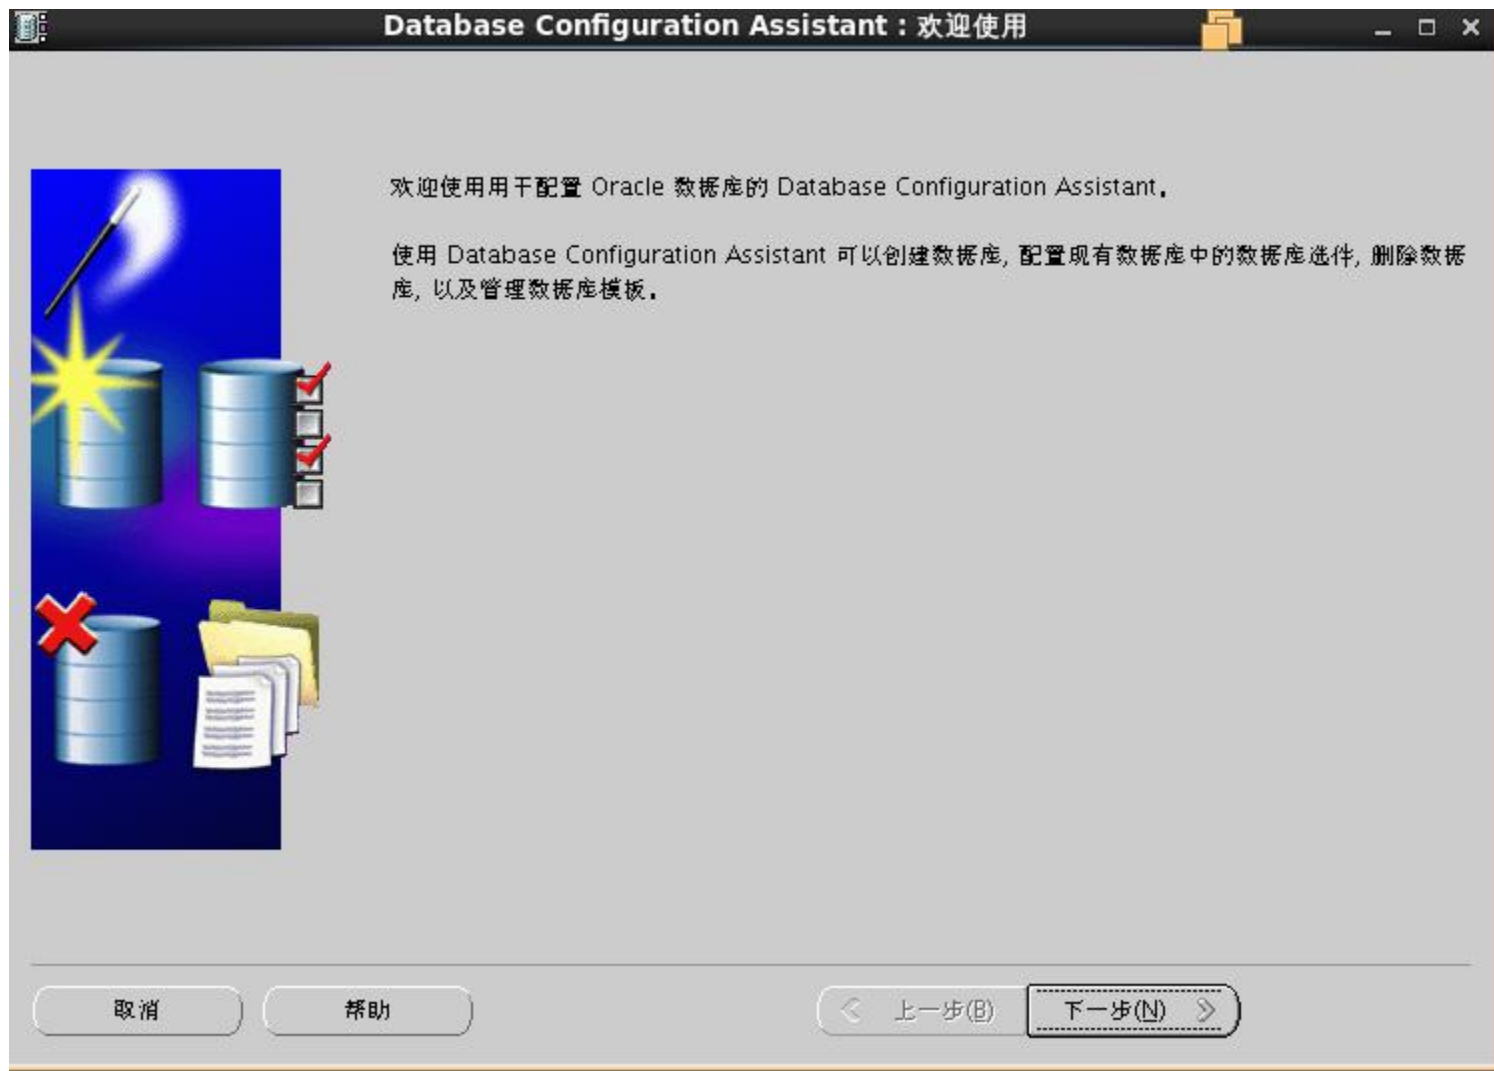 Database Configuration Assistant : 欢迎使用
欢迎使用用于配置 Oracle 数据库的 Database Configuration Assistant。
使用 Database Configuration Assistant 可以创建数据库, 配置现有数据库中的数据库选件, 删除数据
库, 以及管理数据库模板。
取消
帮助
上一步(B)
下一步(N)